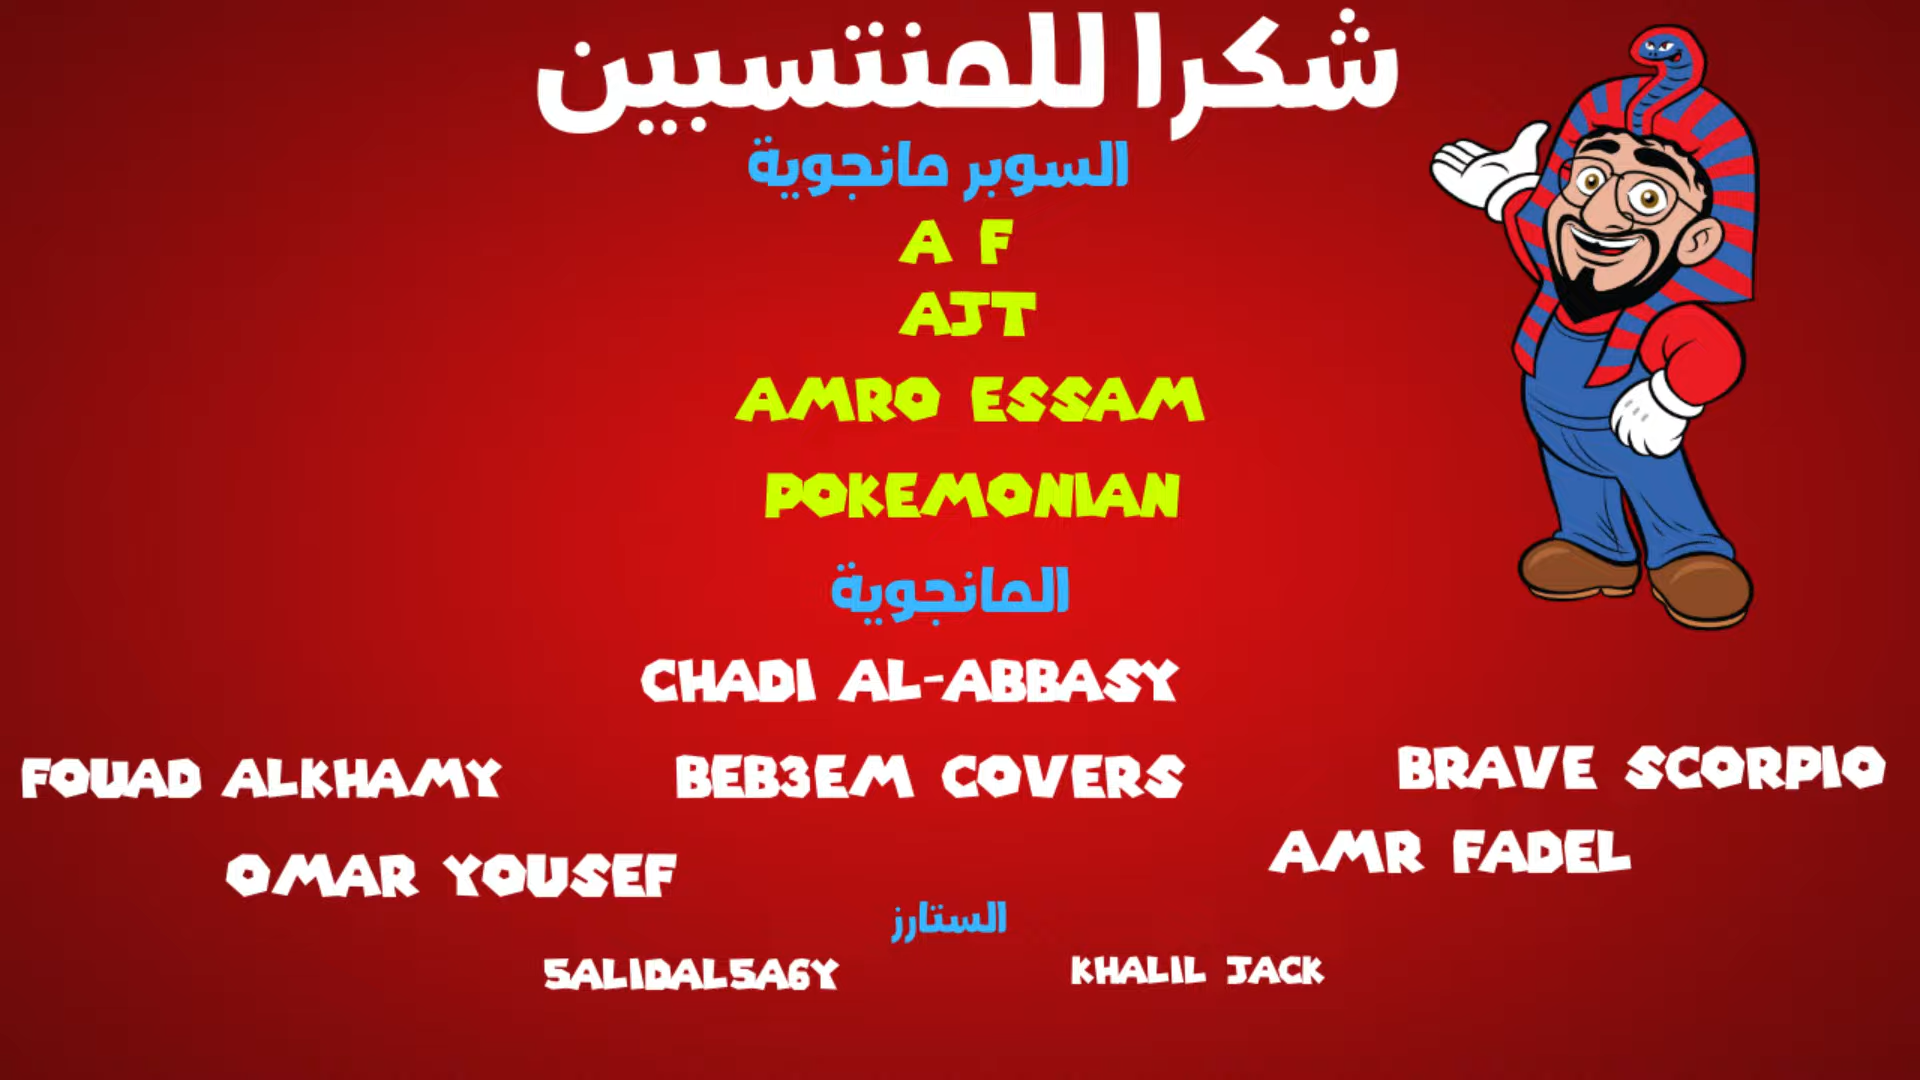 شكرا للمنتسبين
السوبر مانجوية
A F
AJT
AMRO ESSAM
POKEMONIAN
المانجوية
CHADI AL-ABBASY
FOUAD ALKHAMY BEB3EM COVERS BRAVE SCORPIO
OMAR YOUSEF AMR FADEL
الستارز
5ALIDAL5A6Y KHALIL JACK